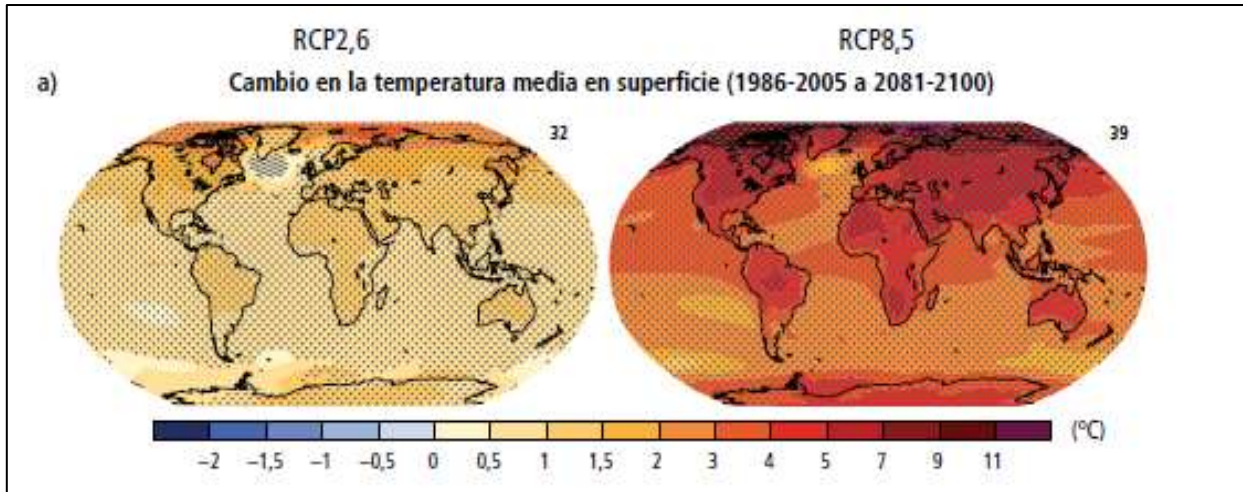 RCP2,6 RCP8,5
a) Cambio en la temperatura media en superficie (1986-2005 a 2081-2100)
32 39
(°C)
−2 −1,5 −1 −0,5 0 0,5 1 1,5 2 3 4 5 7 9 11